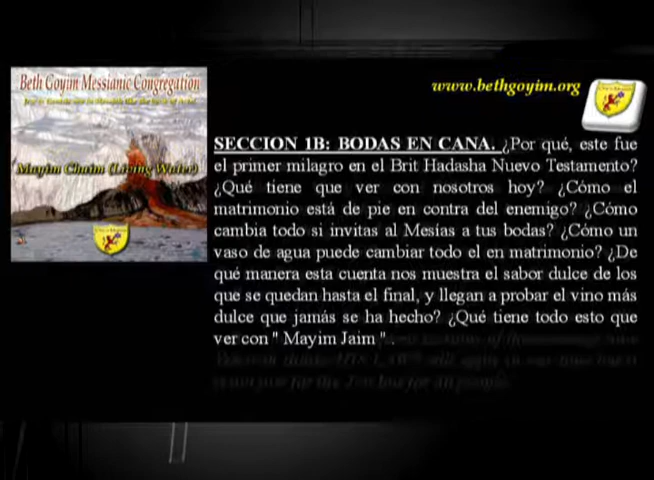 Beth Goyim Messianic Congregation
Mayim Chaim (Living Water)
www.bethgoyim.org
SECCION 1B: BODAS EN CANA. ¿Por qué, este fue
el primer milagro en el Brit Hadasha Nuevo Testamento?
¿Qué tiene que ver con nosotros hoy? ¿Cómo el
matrimonio está de pie en contra del enemigo? ¿Cómo
cambia todo si invitas al Mesías a tus bodas? ¿Cómo un
vaso de agua puede cambiar todo el en matrimonio? ¿De
qué manera esta cuenta nos muestra el sabor dulce de los
que se quedan hasta el final, y llegan a probar el vino más
dulce que jamás se ha hecho? ¿Qué tiene todo esto que
ver con " Mayim Jaim " .